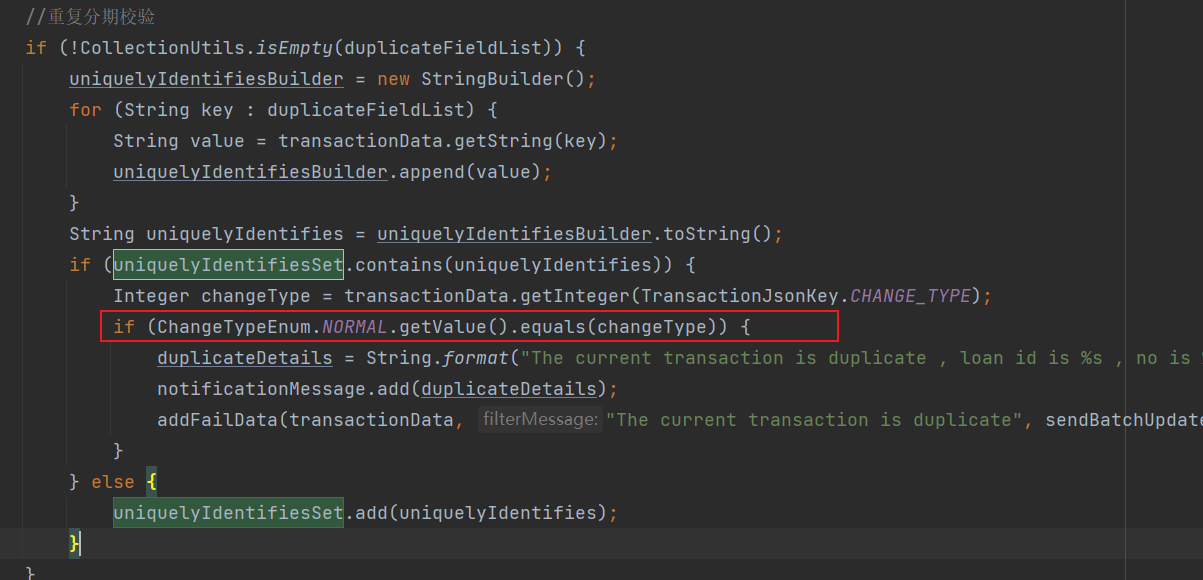 //重复分期校验
if (!CollectionUtils.isEmpty(duplicateFieldList)) {
uniquelyIdentifiesBuilder = new StringBuilder();
for (String key : duplicateFieldList) {
String value = transactionData.getString(key);
uniquelyIdentifiesBuilder.append(value);
}
String uniquelyIdentifies = uniquelyIdentifiesBuilder.toString();
if (uniquelyIdentifiesSet.contains(uniquelyIdentifies)) {
Integer changeType = transactionData.getInteger(TransactionJsonKey.CHANGE_TYPE);
if (ChangeTypeEnum.NORMAL.getValue().equals(changeType)) {
duplicateDetails = String.format("The current transaction is duplicate , loan id is %s , no is
notificationMessage.add(duplicateDetails);
addFailData(transactionData, filterMessage: "The current transaction is duplicate", sendBatchUpdate
}
} else {
uniquelyIdentifiesSet.add(uniquelyIdentifies);
}
}